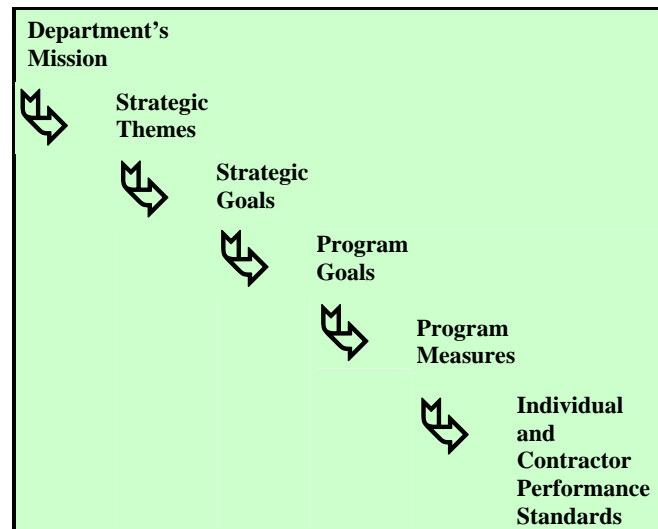 Department’s
Mission
Strategic
Themes
Strategic
Goals
Program
Goals
Program
Measures
Individual
and
Contractor
Performance
Standards